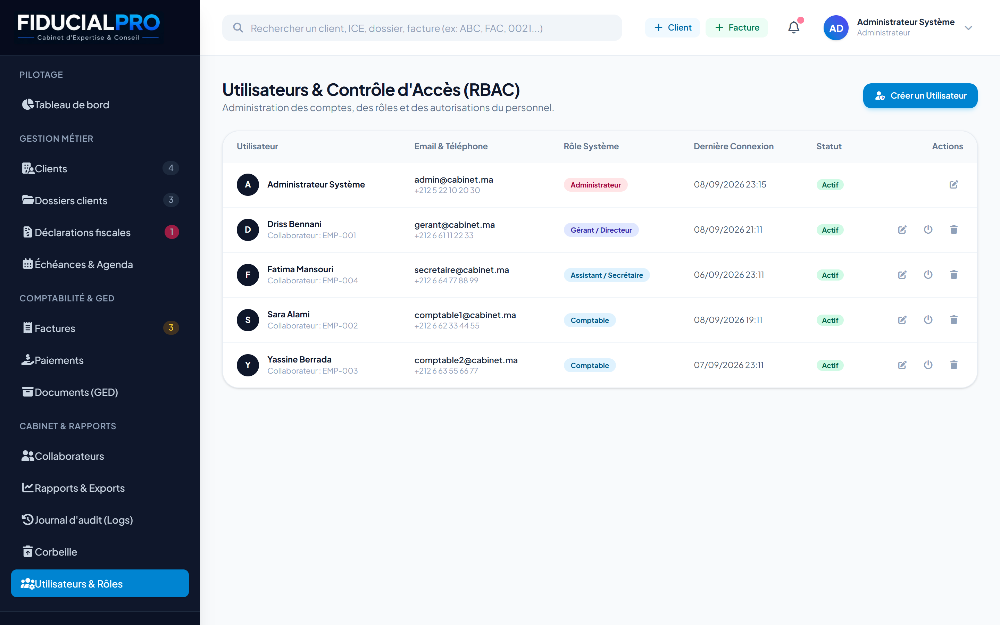 FIDUCIALPRO
Cabinet d'Expertise & Conseil
PILOTAGE
Tableau de bord
GESTION MÉTIER
Clients 4
Dossiers clients 3
Déclarations fiscales 1
Échéances & Agenda
COMPTABILITÉ & GED
Factures 3
Paiements
Documents (GED)
CABINET & RAPPORTS
Collaborateurs
Rapports & Exports
Journal d'audit (Logs)
Corbeille
Utilisateurs & Rôles
Rechercher un client, ICE, dossier, facture (ex: ABC, FAC, 0021...)
+ Client
+ Facture
AD
Administrateur Système
Administrateur
Utilisateurs & Contrôle d'Accès (RBAC)
Administration des comptes, des rôles et des autorisations du personnel.
Créer un Utilisateur
Utilisateur Email & Téléphone Rôle Système Dernière Connexion Statut Actions
A Administrateur Système admin@cabinet.ma Administrateur 08/09/2026 23:15 Actif
+212 5 22 10 20 30
D Driss Bennani gerant@cabinet.ma Gérant / Directeur 08/09/2026 21:11 Actif
Collaborateur : EMP-001 +212 6 61 11 22 33
F Fatima Mansouri secretaire@cabinet.ma Assistant / Secrétaire 06/09/2026 23:11 Actif
Collaborateur : EMP-004 +212 6 64 77 88 99
S Sara Alami comptable1@cabinet.ma Comptable 08/09/2026 19:11 Actif
Collaborateur : EMP-002 +212 6 62 33 44 55
Y Yassine Berrada comptable2@cabinet.ma Comptable 07/09/2026 23:11 Actif
Collaborateur : EMP-003 +212 6 63 55 66 77